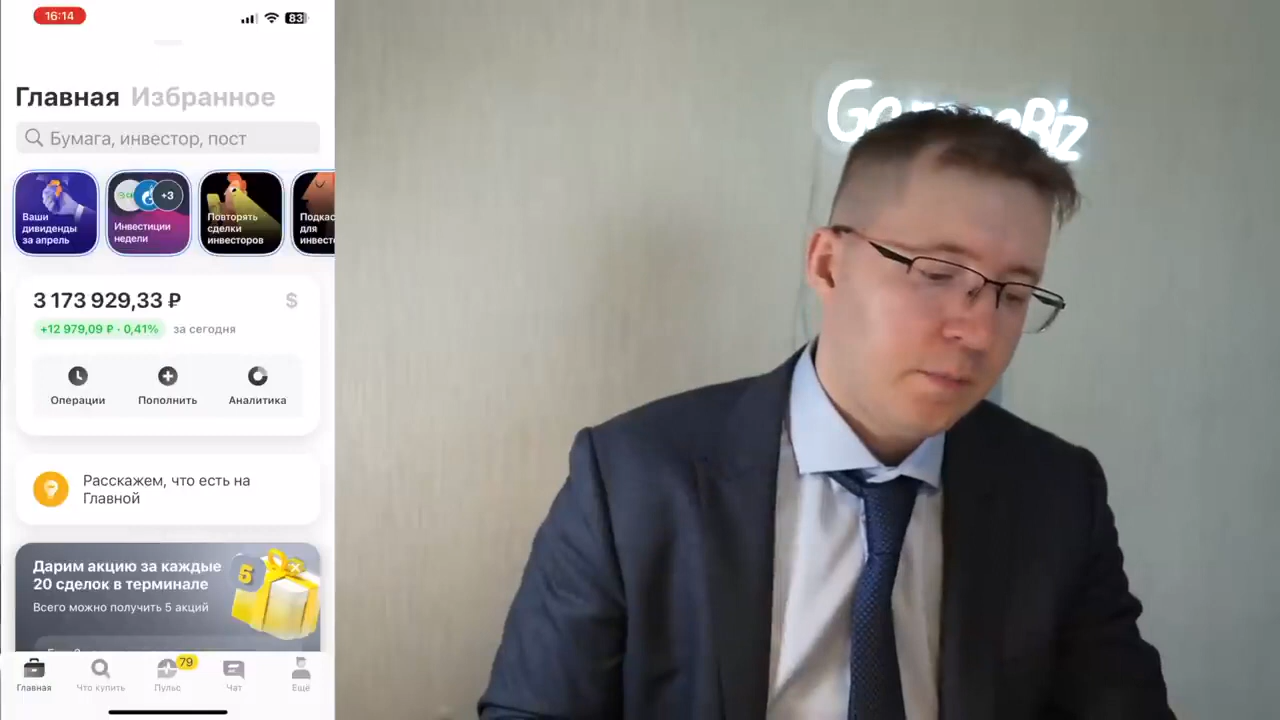 16:14
83
Главная Избранное
Бумага, инвестор, пост
Ваши
дивиденды
за апрель
+3
Инвестиции
недели
Повторять
сделки
инвесторов
для
3 173 929,33 ₽
$
+12 979,09 ₽ · 0,41% за сегодня
Операции Пополнить Аналитика
Расскажем, что есть на
Главной
Дарим акцию за каждые
20 сделок в терминале
Всего можно получить 5 акций
5
79
Главная Что купить Пульс Чат Ещё